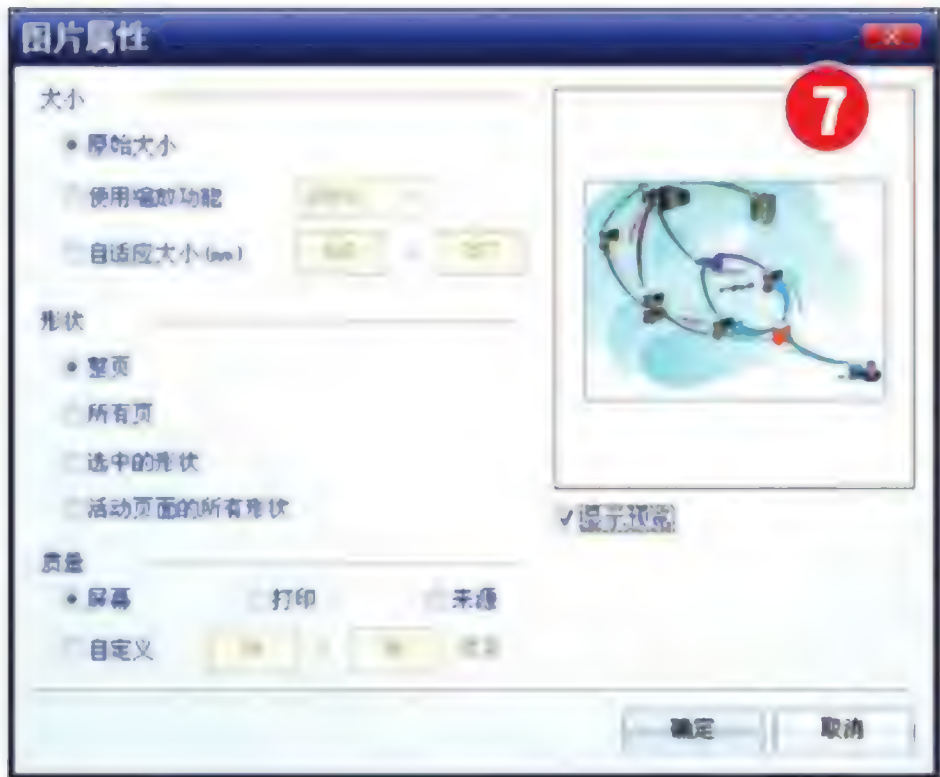 图片属性
7
大小
原始大小
使用缩放功能
自适应大小(mm)
形状
整页
所有页
选中的形状
活动页面的所有形状
✓显示预览
质量
屏幕 打印 来源
自定义
确定 取消